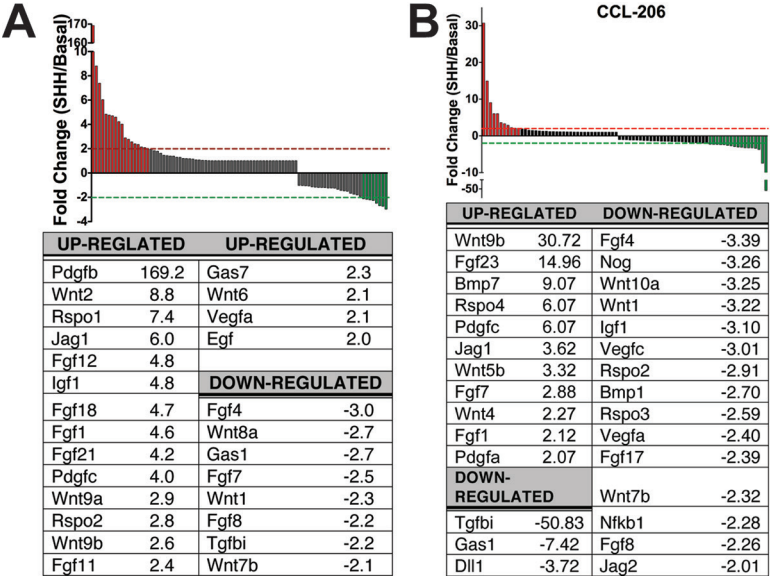 A
Fold Change (SHH/Basal)
170
160
10
8
6
4
2
0
-2
-4
UP-REGLATED UP-REGULATED
Pdgfb 169.2 Gas7 2.3
Wnt2 8.8 Wnt6 2.1
Rspo1 7.4 Vegfa 2.1
Jag1 6.0 Egf 2.0
Fgf12 4.8
Igf1 4.8 DOWN-REGULATED
Fgf18 4.7 Fgf4 -3.0
Fgf1 4.6 Wnt8a -2.7
Fgf21 4.2 Gas1 -2.7
Pdgfc 4.0 Fgf7 -2.5
Wnt9a 2.9 Wnt1 -2.3
Rspo2 2.8 Fgf8 -2.2
Wnt9b 2.6 Tgfbi -2.2
Fgf11 2.4 Wnt7b -2.1
B
CCL-206
Fold Change (SHH/Basal)
30
20
10
0
-10
-50
UP-REGULATED DOWN-REGULATED
Wnt9b 30.72 Fgf4 -3.39
Fgf23 14.96 Nog -3.26
Bmp7 9.07 Wnt10a -3.25
Rspo4 6.07 Wnt1 -3.22
Pdgfc 6.07 Igf1 -3.10
Jag1 3.62 Vegfc -3.01
Wnt5b 3.32 Rspo2 -2.91
Fgf7 2.88 Bmp1 -2.70
Wnt4 2.27 Rspo3 -2.59
Fgf1 2.12 Vegfa -2.40
Pdgfa 2.07 Fgf17 -2.39
DOWN-
REGULATED Wnt7b -2.32
Tgfbi -50.83 Nfkb1 -2.28
Gas1 -7.42 Fgf8 -2.26
Dll1 -3.72 Jag2 -2.01